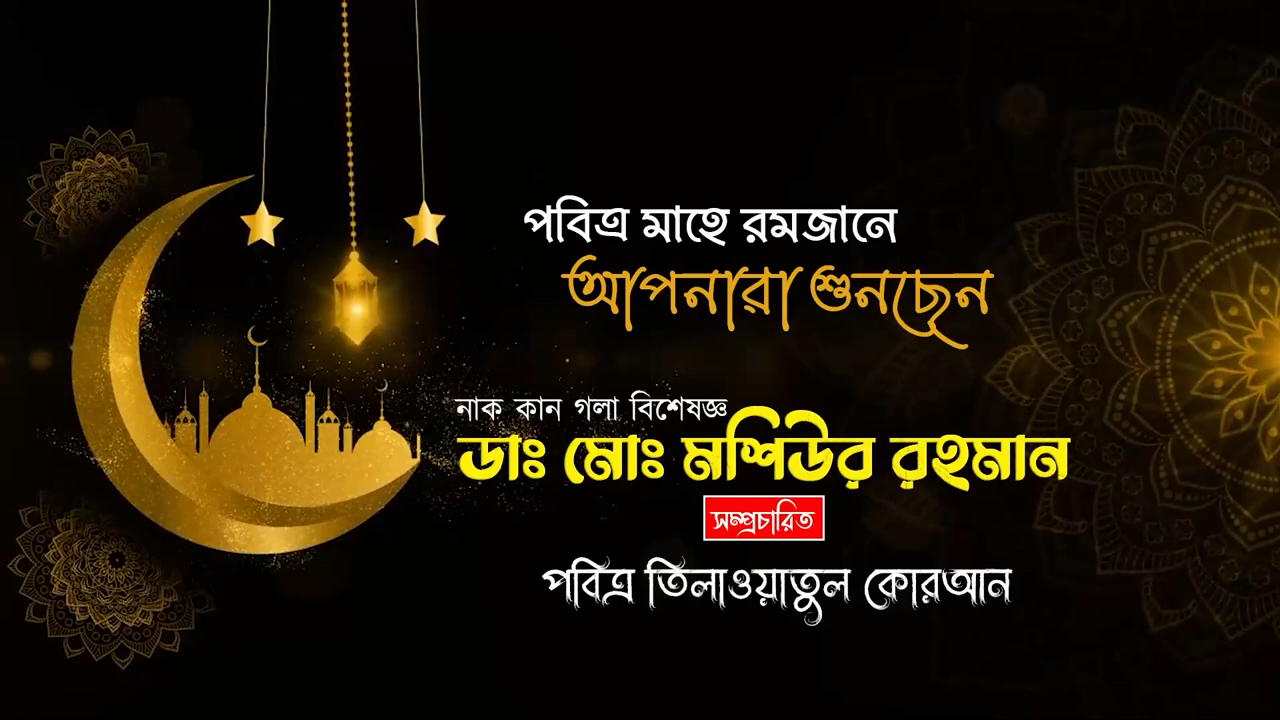 পবিত্র মাহে রমজানে
আপনারা শুনছেন
নাক কান গলা বিশেষজ্ঞ
ডাঃ মোঃ মশিউর রহমান
সম্প্রচারিত
পবিত্র তিলাওয়াতুল কোরআন